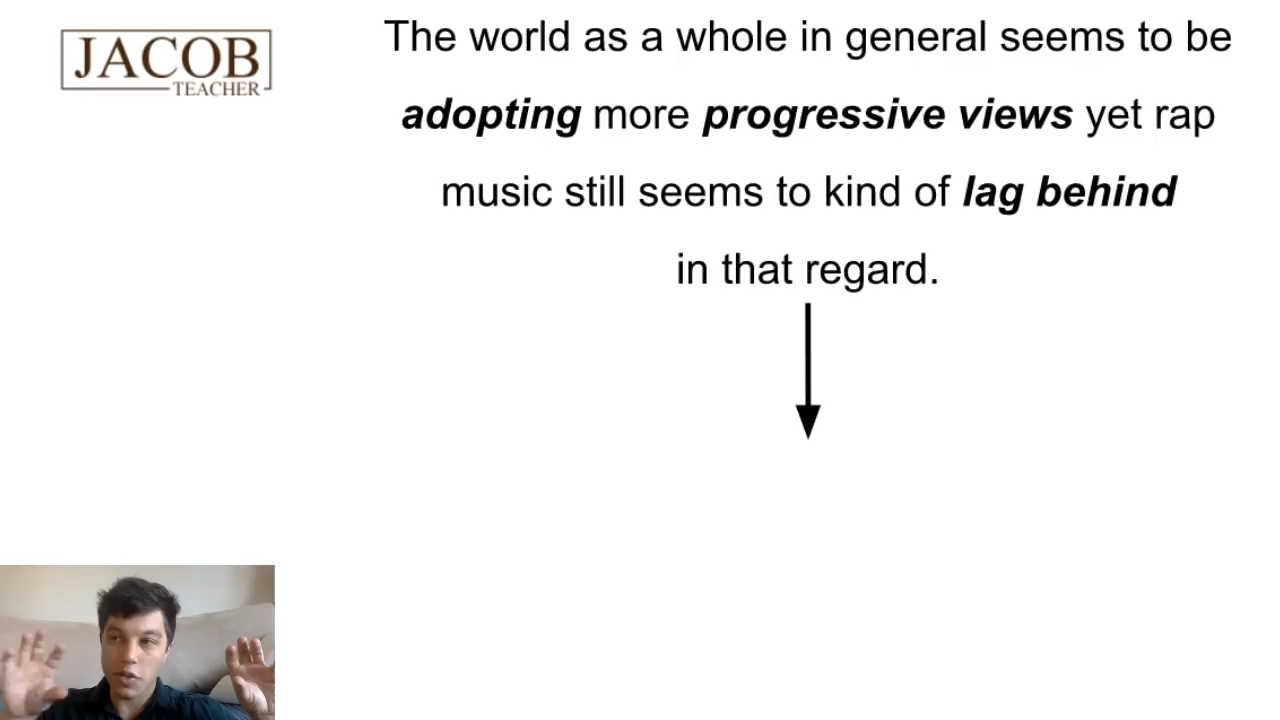 JACOB
TEACHER
The world as a whole in general seems to be
adopting more progressive views yet rap
music still seems to kind of lag behind
in that regard.